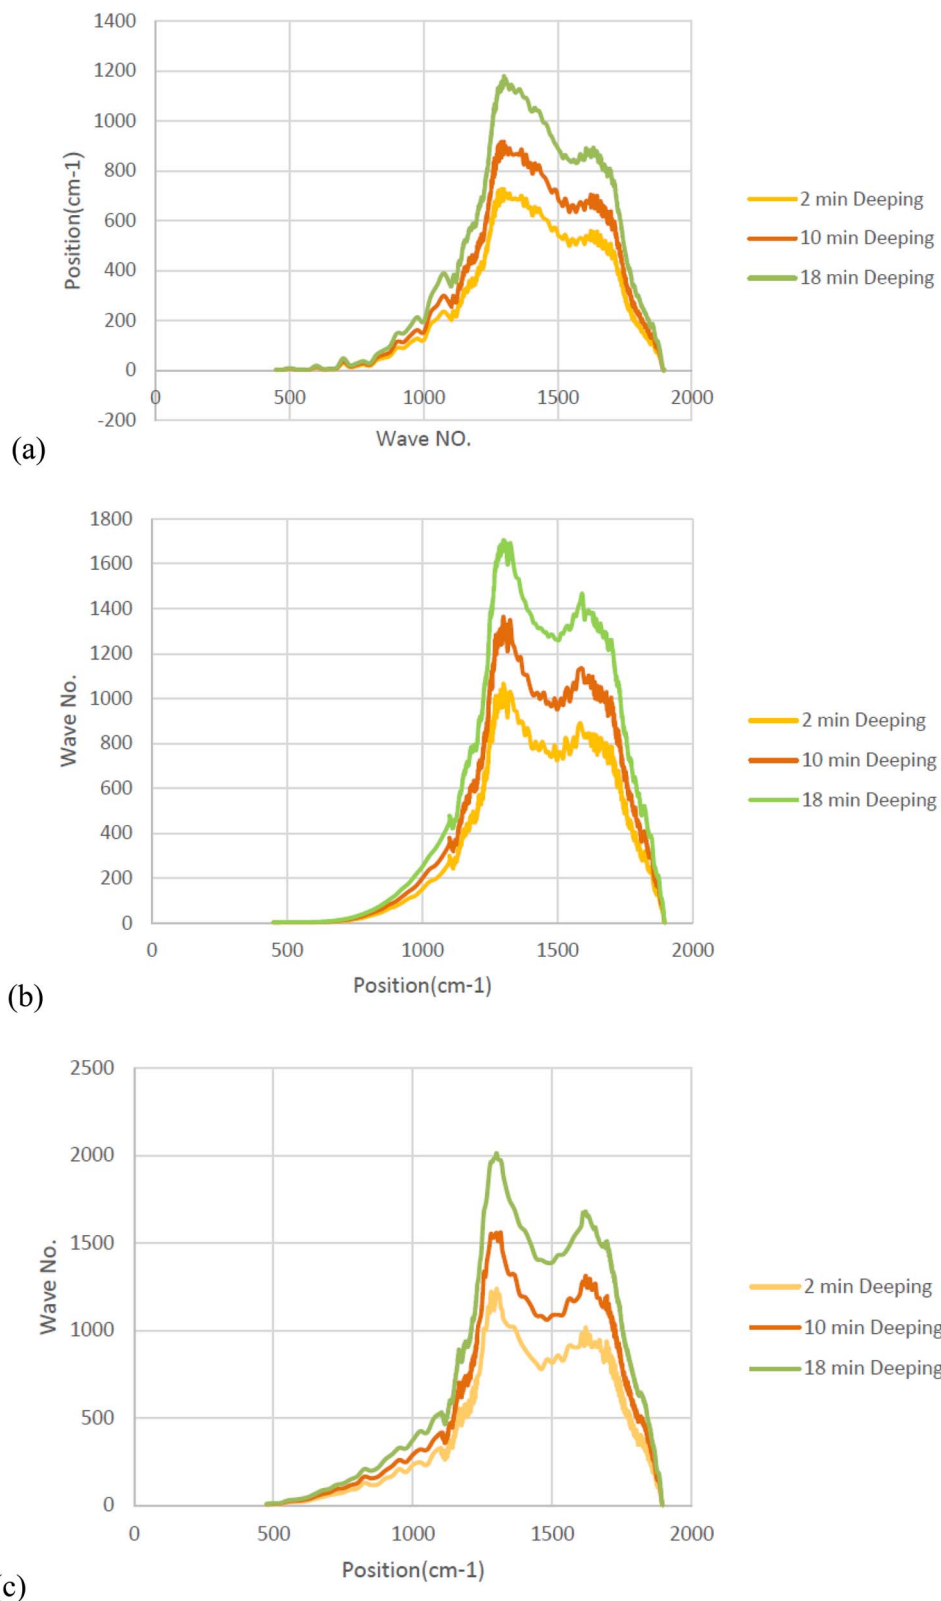 1400
1200
1000
800
600
400
200
0
-200
Position(cm-1)
0 500 1000 1500 2000
Wave NO.
2 min Deeping
10 min Deeping
18 min Deeping
(a)
1800
1600
1400
1200
1000
800
600
400
200
0
Wave No.
0 500 1000 1500 2000
Position(cm-1)
2 min Deeping
10 min Deeping
18 min Deeping
(b)
2500
2000
1500
1000
500
0
Wave No.
0 500 1000 1500 2000
Position(cm-1)
2 min Deeping
10 min Deeping
18 min Deeping
(c)